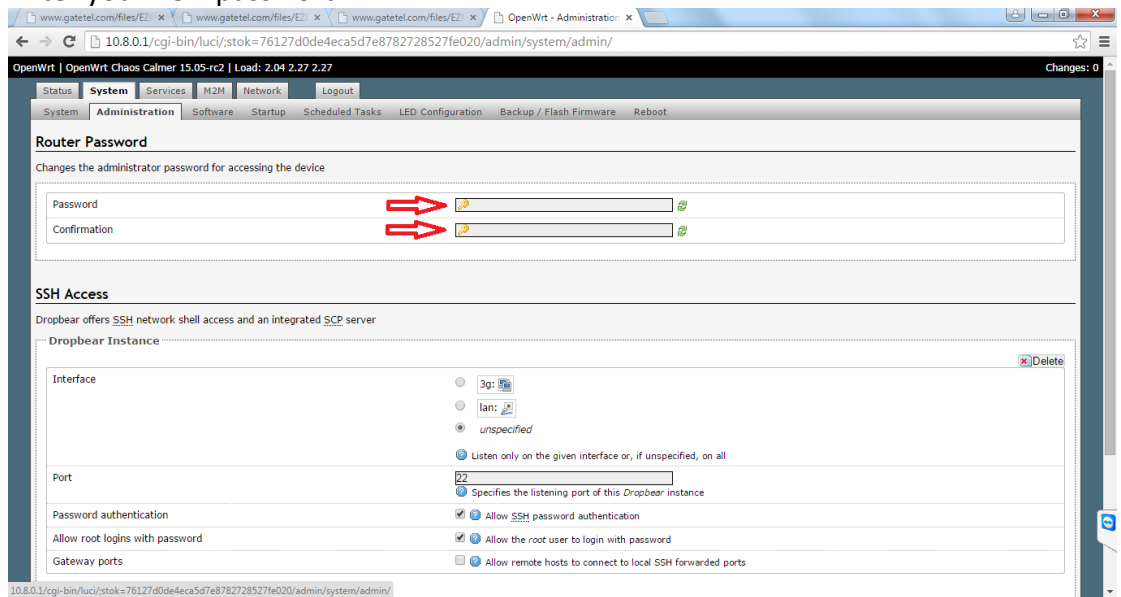 www.gatetel.com/files/EZ! www.gatetel.com/files/EZ! www.gatetel.com/files/EZ! OpenWrt - Administration
10.8.0.1/cgi-bin/luci/;stok=76127d0de4eca5d7e8782728527fe020/admin/system/admin/
OpenWrt | OpenWrt Chaos Calmer 15.05-rc2 | Load: 2.04 2.27 2.27 Changes: 0
Status System Services M2M Network Logout
System Administration Software Startup Scheduled Tasks LED Configuration Backup / Flash Firmware Reboot
Router Password
Changes the administrator password for accessing the device
Password
Confirmation
SSH Access
Dropbear offers SSH network shell access and an integrated SCP server
Dropbear Instance
Delete
Interface 3g:
lan:
unspecified
Listen only on the given interface or, if unspecified, on all
Port 22
Specifies the listening port of this Dropbear instance
Password authentication Allow SSH password authentication
Allow root logins with password Allow the root user to login with password
Gateway ports Allow remote hosts to connect to local SSH forwarded ports
10.8.0.1/cgi-bin/luci/;stok=76127d0de4eca5d7e8782728527fe020/admin/system/admin/